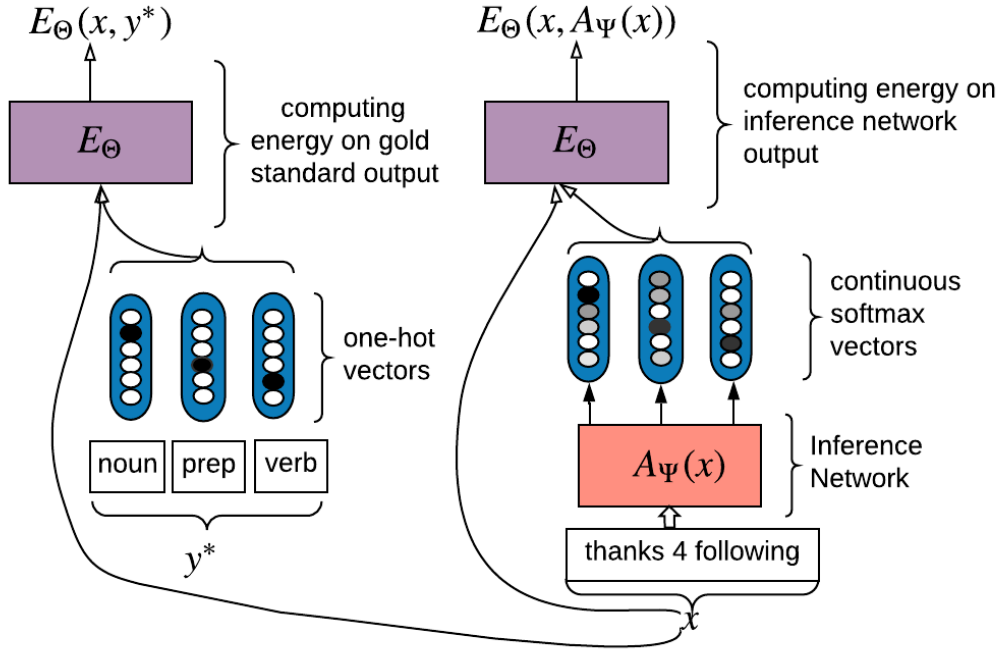 E_Θ(x, y*)
E_Θ
computing
energy on gold
standard output
one-hot
vectors
noun
prep
verb
y*
E_Θ(x, A_Ψ(x))
E_Θ
computing energy on
inference network
output
continuous
softmax
vectors
A_Ψ(x)
Inference
Network
thanks 4 following
x